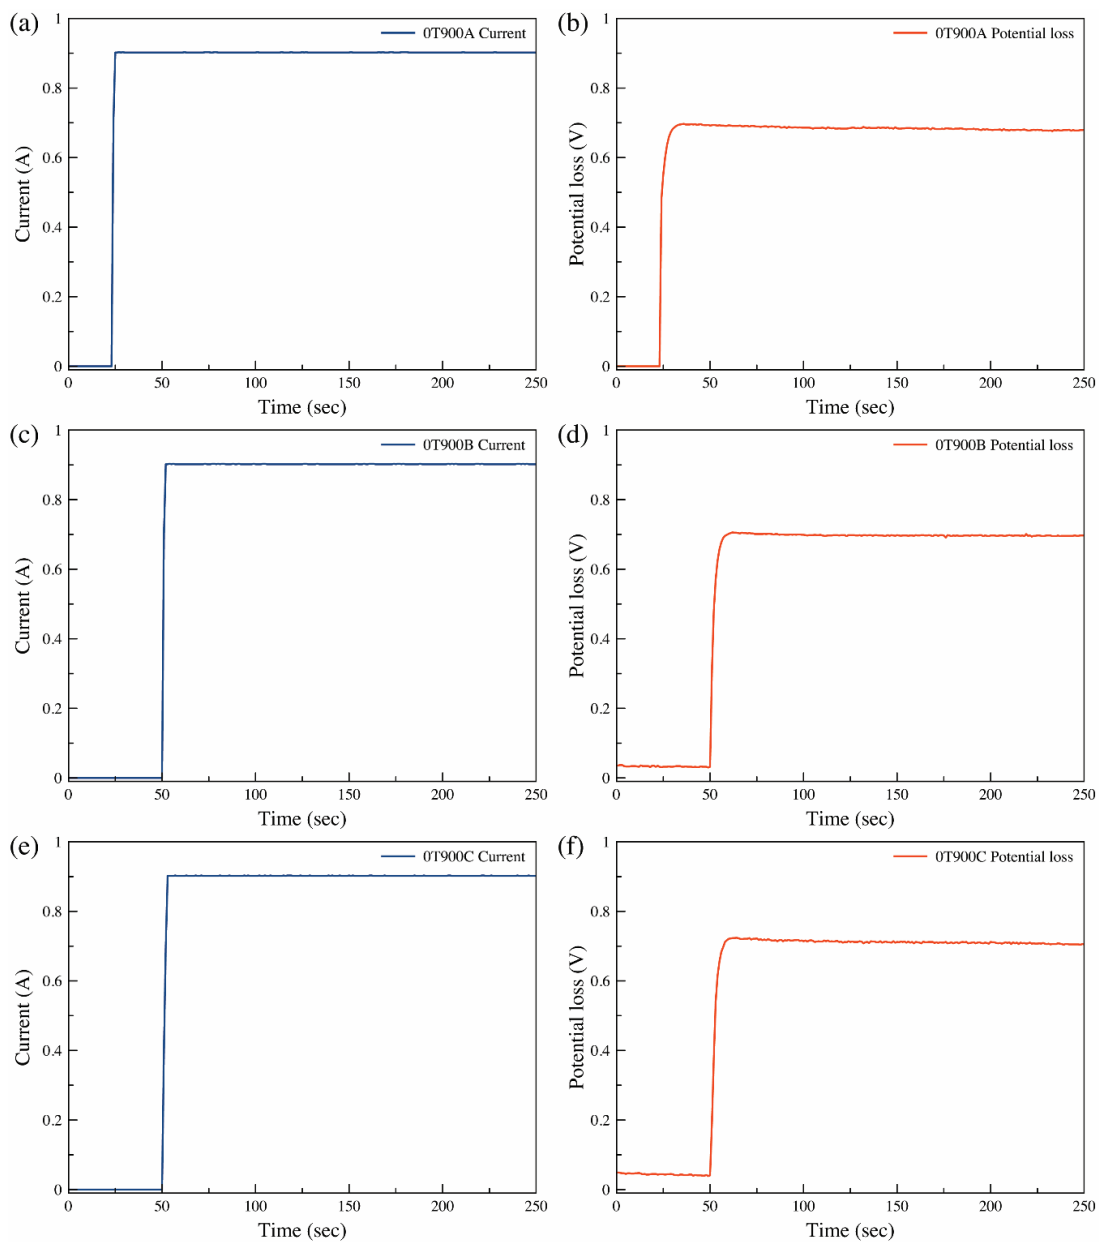 (a)
0T900A Current
1
0.8
0.6
0.4
0.2
0
Current (A)
0 50 100 150 200 250
Time (sec)
(b)
0T900A Potential loss
1
0.8
0.6
0.4
0.2
0
Potential loss (V)
0 50 100 150 200 250
Time (sec)
(c)
0T900B Current
1
0.8
0.6
0.4
0.2
0
Current (A)
0 50 100 150 200 250
Time (sec)
(d)
0T900B Potential loss
1
0.8
0.6
0.4
0.2
0
Potential loss (V)
0 50 100 150 200 250
Time (sec)
(e)
0T900C Current
1
0.8
0.6
0.4
0.2
0
Current (A)
0 50 100 150 200 250
Time (sec)
(f)
0T900C Potential loss
1
0.8
0.6
0.4
0.2
0
Potential loss (V)
0 50 100 150 200 250
Time (sec)